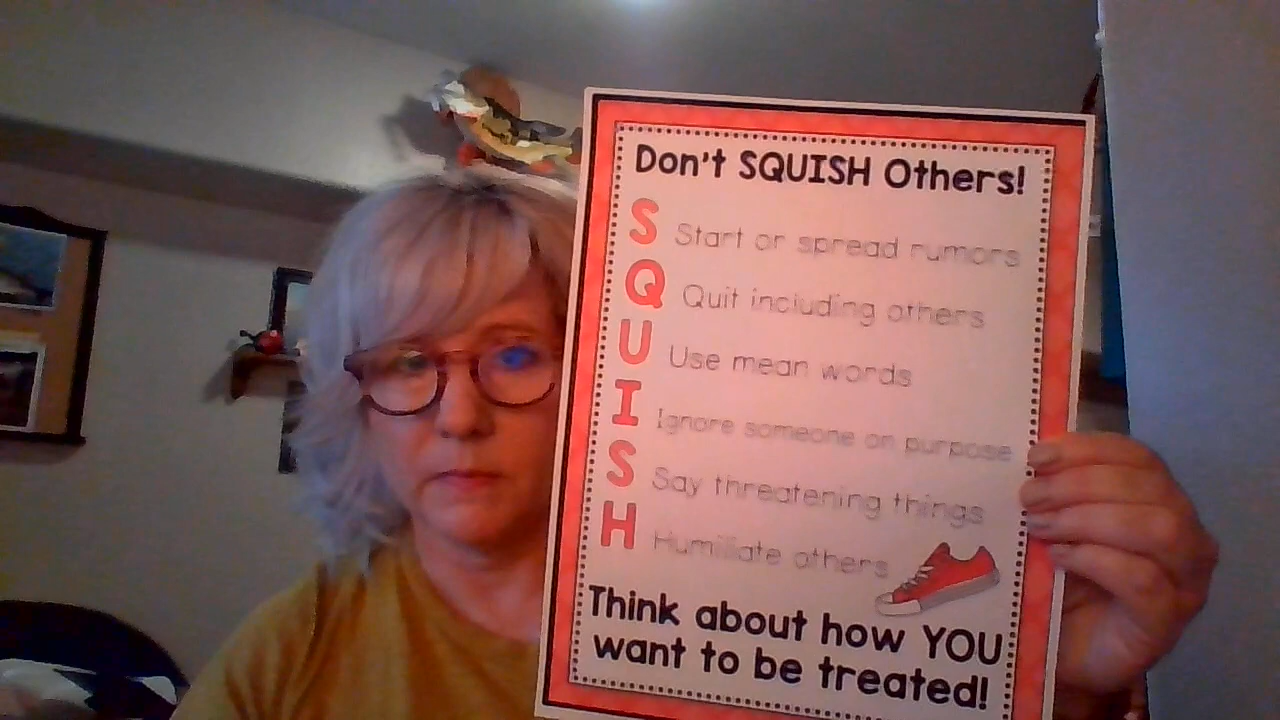 Don't SQUISH Others!
S Start or spread rumors
Q Quit including others
U Use mean words
I Ignore someone on purpose
S Say threatening things
H Humiliate others
Think about how YOU
want to be treated!